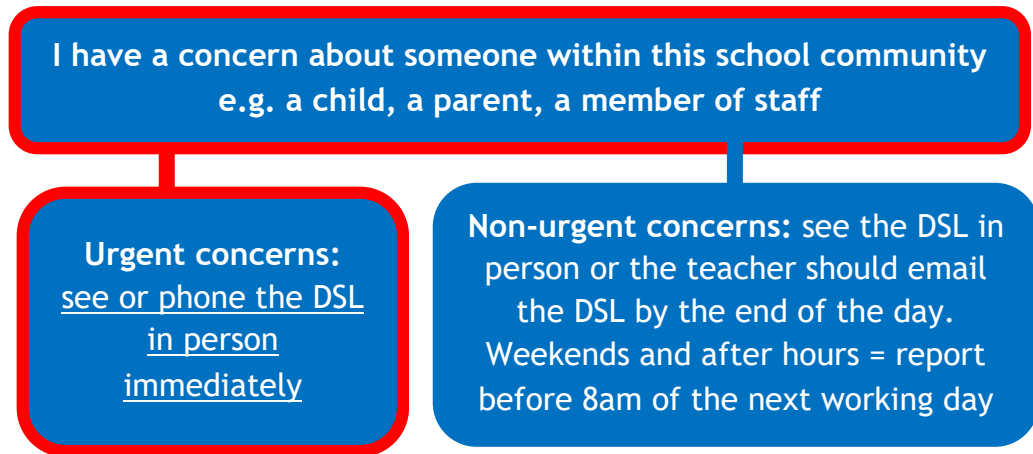 I have a concern about someone within this school community
e.g. a child, a parent, a member of staff
Urgent concerns:
see or phone the DSL
in person
immediately
Non-urgent concerns: see the DSL in
person or the teacher should email
the DSL by the end of the day.
Weekends and after hours = report
before 8am of the next working day